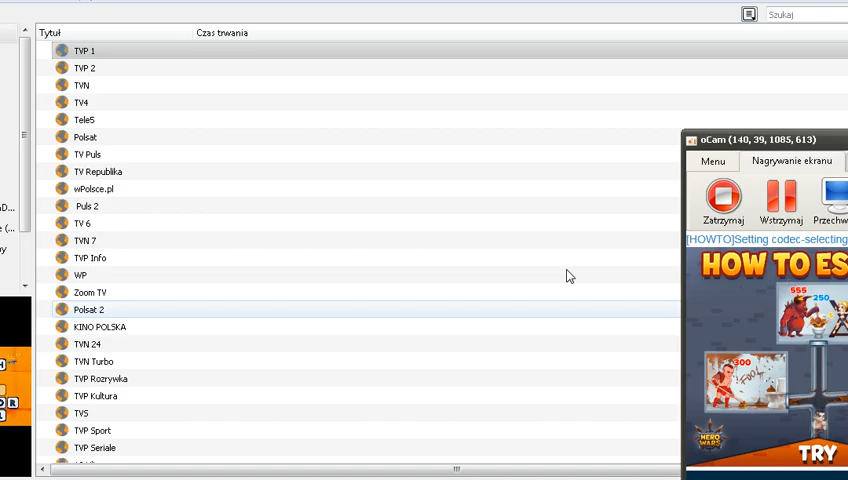 Szukaj
Tytuł Czas trwania
TVP 1
TVP 2
TVN
TV4
Tele5
Polsat
TV Puls
TV Republika
wPolsce.pl
Puls 2
TV 6
TVN 7
TVP Info
WP
Zoom TV
Polsat 2
KINO POLSKA
TVN 24
TVN Turbo
TVP Rozrywka
TVP Kultura
TVS
TVP Sport
TVP Seriale
oCam (140, 39, 1085, 613)
Menu Nagrywanie ekranu
Zatrzymaj Wstrzymaj Przechw
[HOWTO]Setting codec-selecting
HOW TO ES
555
250
300
FOOL
HERO
WARS
TRY